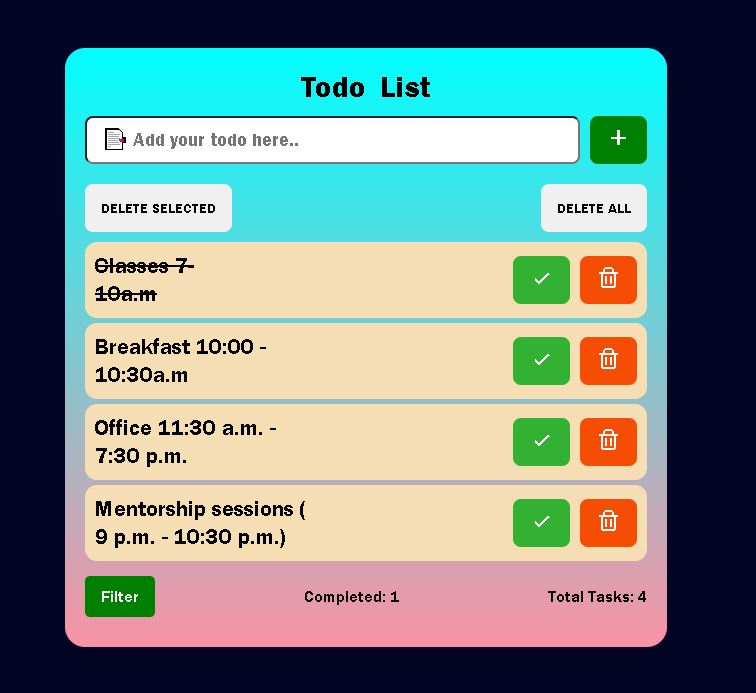 Todo List
Add your todo here..
+
DELETE SELECTED
DELETE ALL
Classes 7-
10a.m
Breakfast 10:00 -
10:30a.m
Office 11:30 a.m. -
7:30 p.m.
Mentorship sessions (
9 p.m. - 10:30 p.m.)
Filter
Completed: 1
Total Tasks: 4